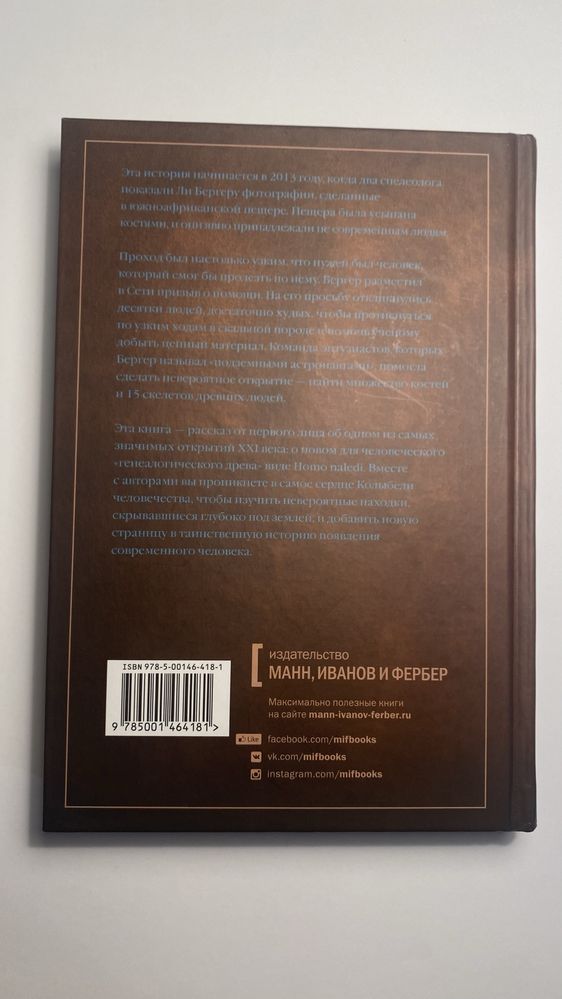 Эта история начинается в 2013 году, когда два спелеолога
показали Ли Бергеру фотографии, сделанные
в южноафриканской пещере. Пещера была усыпана
костями, и они явно принадлежали не современным людям.
Проход был настолько узким, что нужен был человек,
который смог бы пролезть по нему. Бергер разместил
в Сети призыв о помощи. На его просьбу откликнулись
десятки людей, достаточно худых, чтобы протиснуться
по узким ходам в скальной породе и помочь ученому
добыть ценный материал. Команда энтузиастов, которых
Бергер называл «подземными астронавтами», помогла
сделать невероятное открытие — найти множество костей
и 15 скелетов древних людей.
Эта книга — рассказ от первого лица об одном из самых
значимых открытий XXI века: о новом для человеческого
«генеалогического древа» виде Homo naledi. Вместе
с авторами вы проникнете в самое сердце Колыбели
человечества, чтобы изучить невероятные находки,
скрывавшиеся глубоко под землей, и добавить новую
страницу в таинственную историю появления
современного человека.
ISBN 978-5-00146-418-1
9 785001 464181 >
издательство
МАНН, ИВАНОВ И ФЕРБЕР
Максимально полезные книги
на сайте mann-ivanov-ferber.ru
Like facebook.com/mifbooks
vk.com/mifbooks
instagram.com/mifbooks